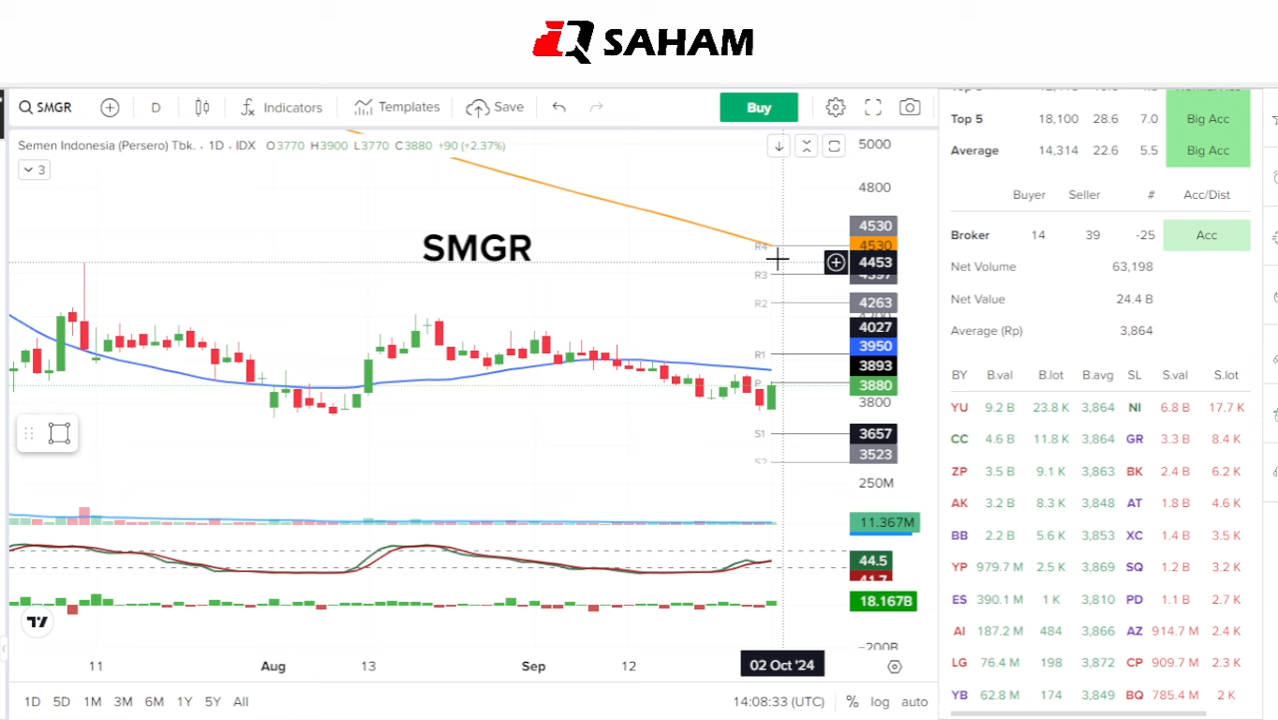 SAHAM
SMGR
D
Indicators
Templates
Save
Buy
Semen Indonesia (Persero) Tbk. · 1D · IDX O3770 H3900 L3770 C3880 +90 (+2.37%)
3
SMGR
R4
R3
R2
R1
P
S1
S2
5000
4800
4530
4530
4453
4397
4263
4027
3950
3893
3880
3800
3657
3523
250M
11.367M
44.5
41.7
18.167B
−200B
11
Aug
13
Sep
12
02 Oct '24
1D 5D 1M 3M 6M 1Y 5Y All
14:08:33 (UTC)
% log auto
Top 5 18,100 28.6 7.0 Big Acc
Average 14,314 22.6 5.5 Big Acc
Buyer Seller # Acc/Dist
Broker 14 39 -25 Acc
Net Volume 63,198
Net Value 24.4 B
Average (Rp) 3,864
BY B.val B.lot B.avg SL S.val S.lot
YU 9.2 B 23.8 K 3,864 NI 6.8 B 17.7 K
CC 4.6 B 11.8 K 3,864 GR 3.3 B 8.4 K
ZP 3.5 B 9.1 K 3,863 BK 2.4 B 6.2 K
AK 3.2 B 8.3 K 3,848 AT 1.8 B 4.6 K
BB 2.2 B 5.6 K 3,853 XC 1.4 B 3.5 K
YP 979.7 M 2.5 K 3,869 SQ 1.2 B 3.2 K
ES 390.1 M 1 K 3,810 PD 1.1 B 2.7 K
AI 187.2 M 484 3,866 AZ 914.7 M 2.4 K
LG 76.4 M 198 3,872 CP 909.7 M 2.3 K
YB 62.8 M 174 3,849 BQ 785.4 M 2 K